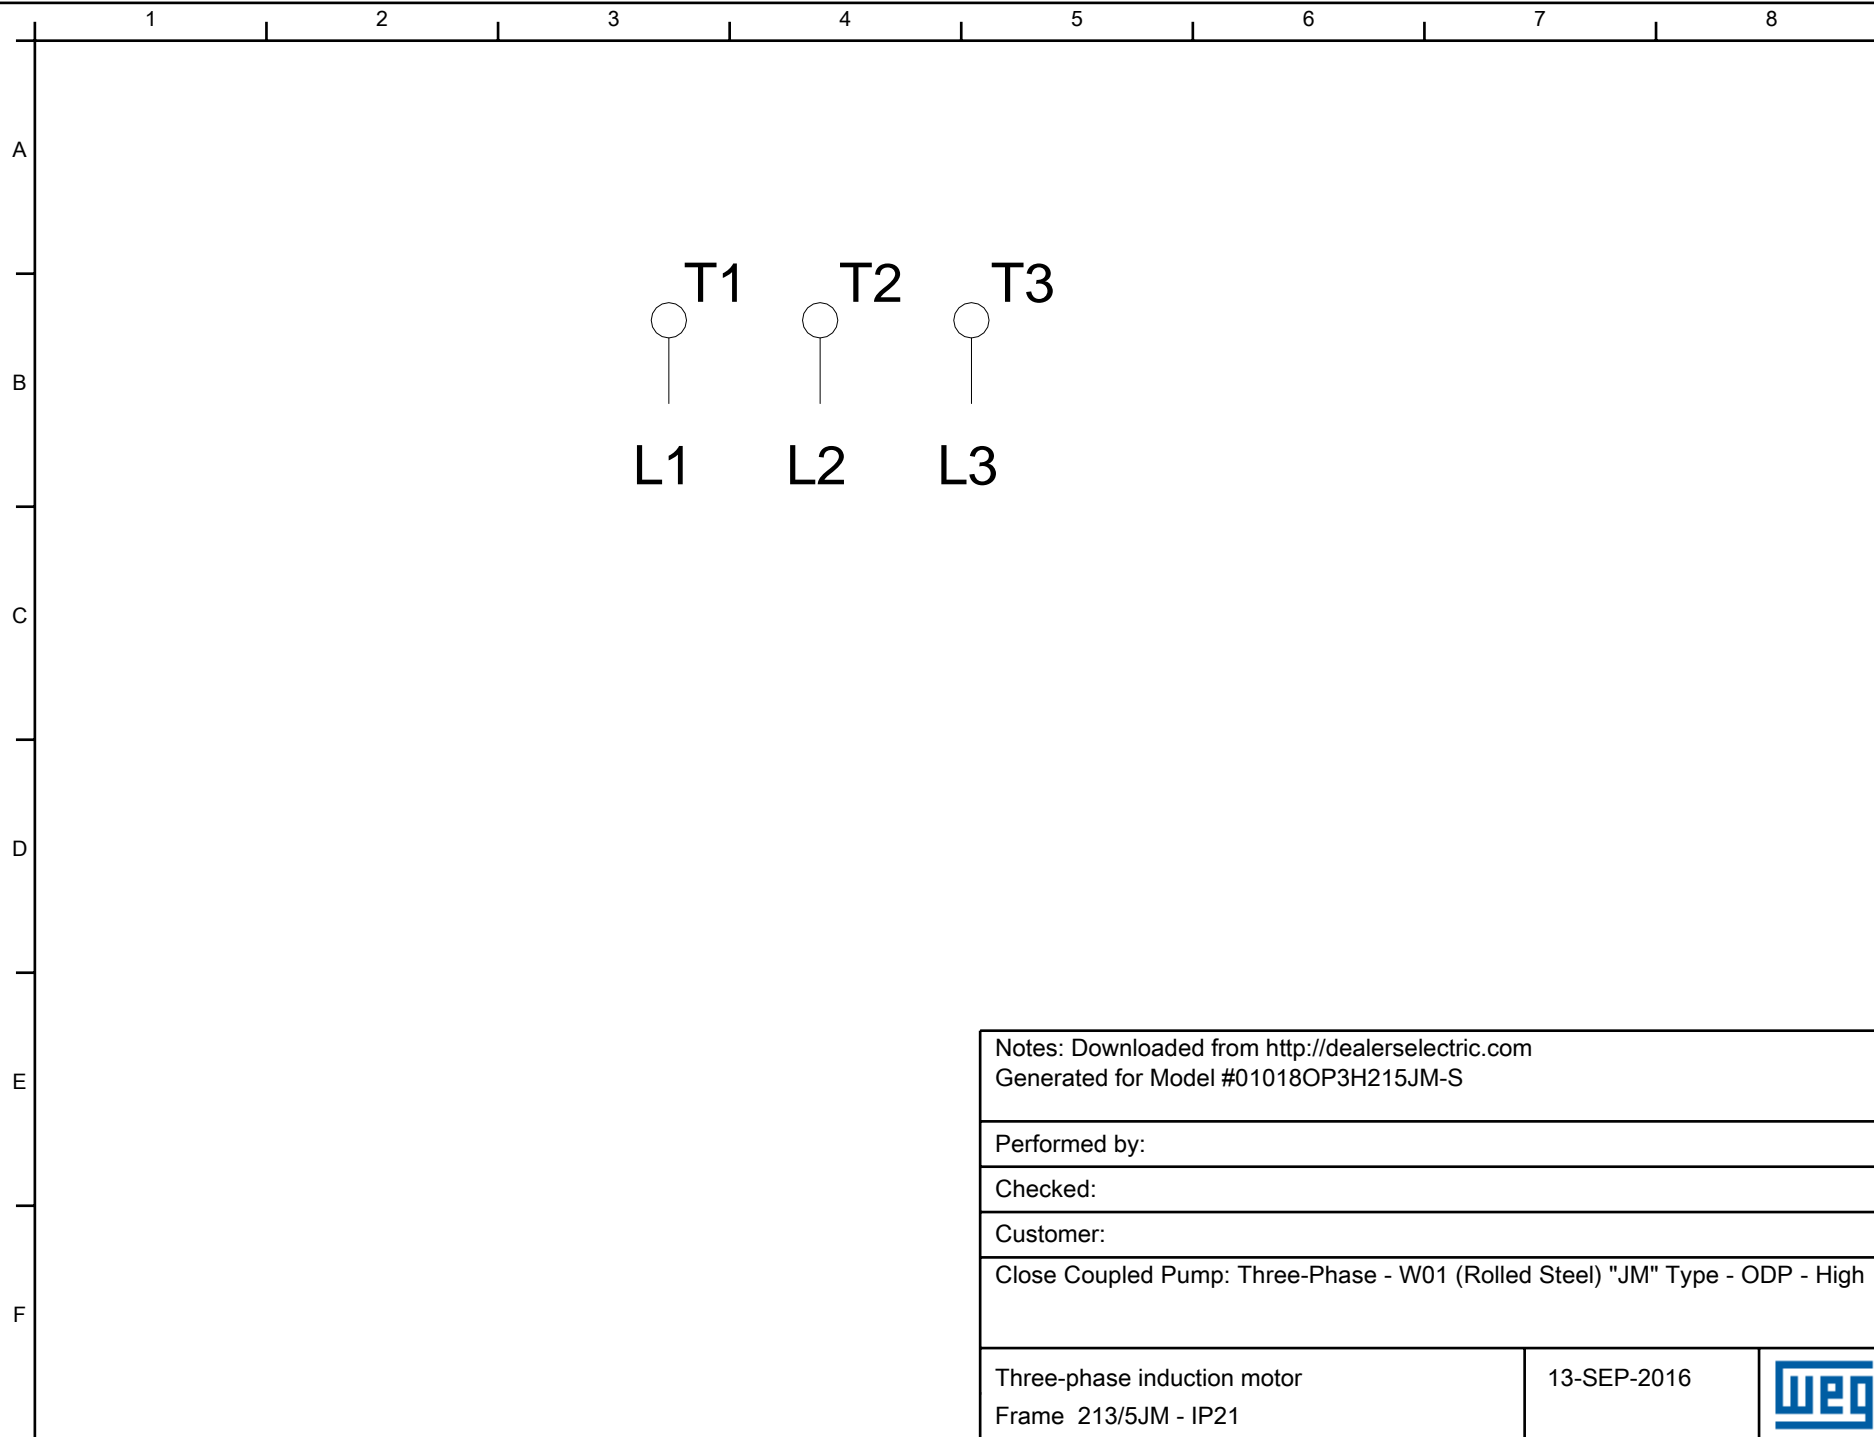 1 2 3 4 5 6 7 8
A
T1 T2 T3
B
L1 L2 L3
C
D
E
Notes: Downloaded from http://dealerselectric.com
Generated for Model #01018OP3H215JM-S
Performed by:
Checked:
Customer:
Close Coupled Pump: Three-Phase - W01 (Rolled Steel) "JM" Type - ODP - High
F
Three-phase induction motor
13-SEP-2016
weg
Frame 213/5JM - IP21